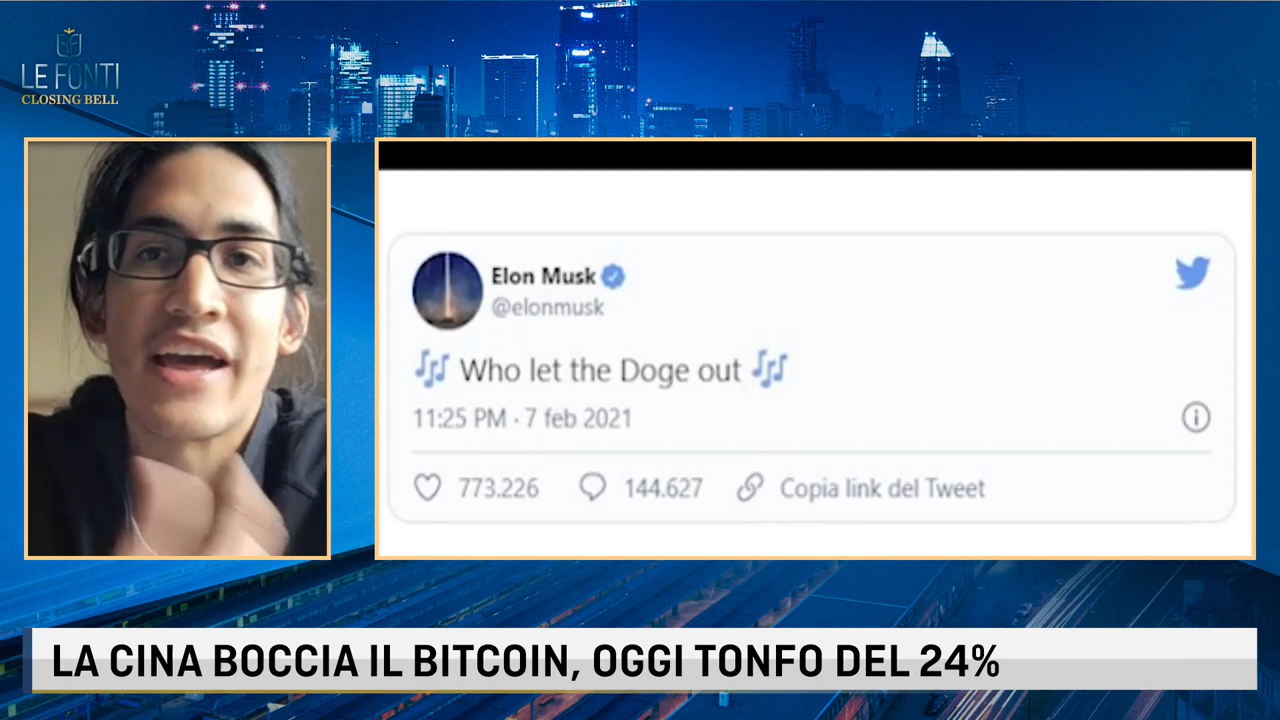 LE FONTI
CLOSING BELL
Elon Musk
@elonmusk
🎶 Who let the Doge out 🎶
11:25 PM · 7 feb 2021
773.226 144.627 Copia link del Tweet
LA CINA BOCCIA IL BITCOIN, OGGI TONFO DEL 24%